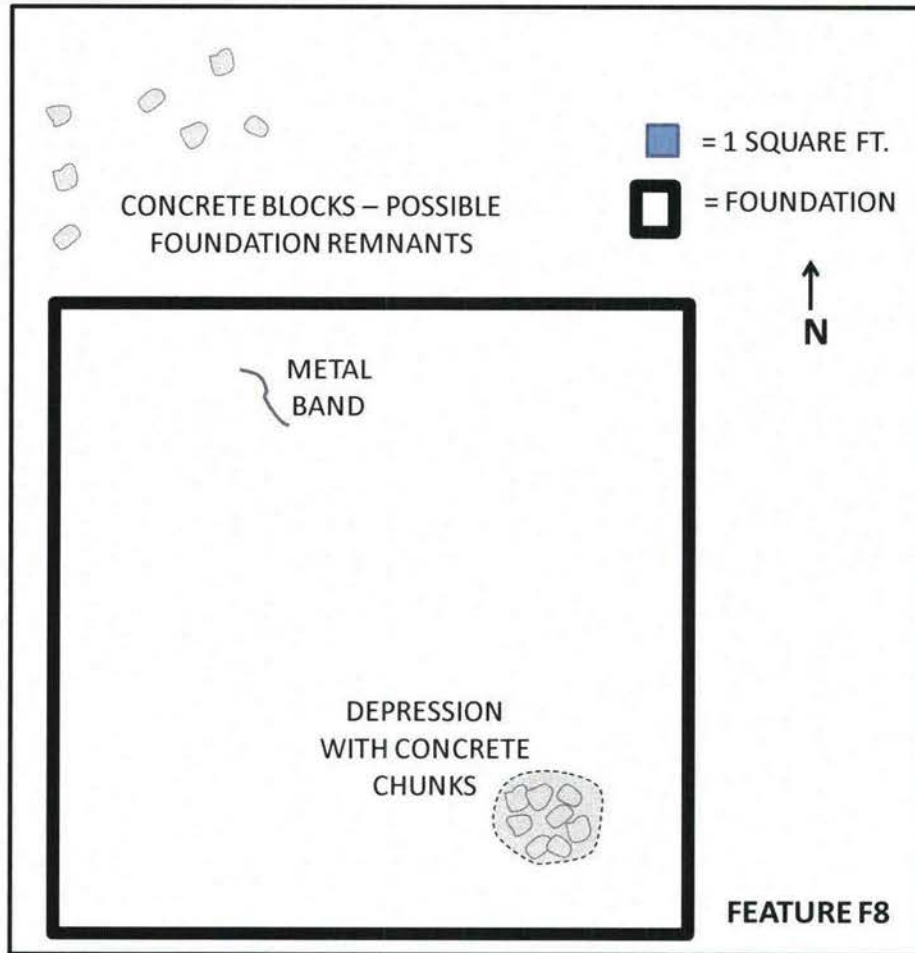 = 1 SQUARE FT.
= FOUNDATION
CONCRETE BLOCKS – POSSIBLE
FOUNDATION REMNANTS
N
METAL
BAND
DEPRESSION
WITH CONCRETE
CHUNKS
FEATURE F8